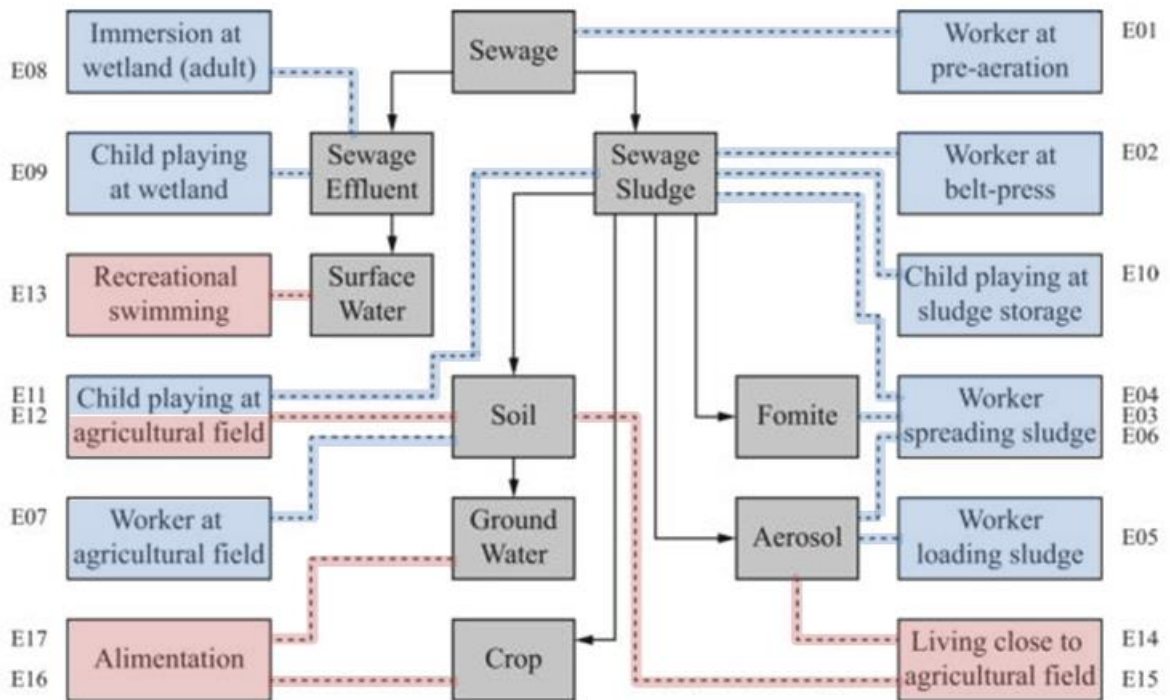 Immersion at
wetland (adult)
E08
Sewage
Worker at
pre-aeration
E01
Child playing
at wetland
E09
Sewage
Effluent
Sewage
Sludge
Worker at
belt-press
E02
Recreational
swimming
E13
Surface
Water
Child playing at
sludge storage
E10
E11
E12
Child playing at
agricultural field
Soil
Fomite
Worker
spreading sludge
E04
E03
E06
E07
Worker at
agricultural field
Ground
Water
Aerosol
Worker
loading sludge
E05
E17
E16
Alimentation
Crop
Living close to
agricultural field
E14
E15